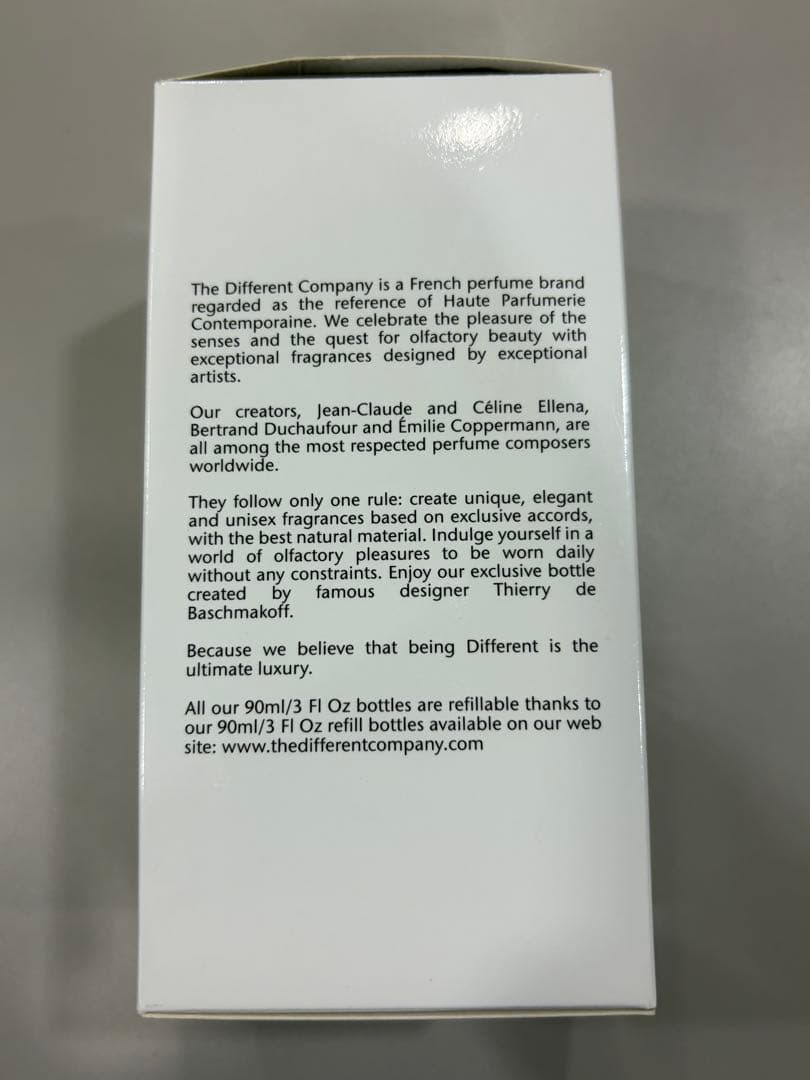 The Different Company is a French perfume brand
regarded as the reference of Haute Parfumerie
Contemporaine. We celebrate the pleasure of the
senses and the quest for olfactory beauty with
exceptional fragrances designed by exceptional
artists.
Our creators, Jean-Claude and Céline Ellena,
Bertrand Duchaufour and Émilie Coppermann, are
all among the most respected perfume composers
worldwide.
They follow only one rule: create unique, elegant
and unisex fragrances based on exclusive accords,
with the best natural material. Indulge yourself in a
world of olfactory pleasures to be worn daily
without any constraints. Enjoy our exclusive bottle
created by famous designer Thierry de
Baschmakoff.
Because we believe that being Different is the
ultimate luxury.
All our 90ml/3 Fl Oz bottles are refillable thanks to
our 90ml/3 Fl Oz refill bottles available on our web
site: www.thedifferentcompany.com